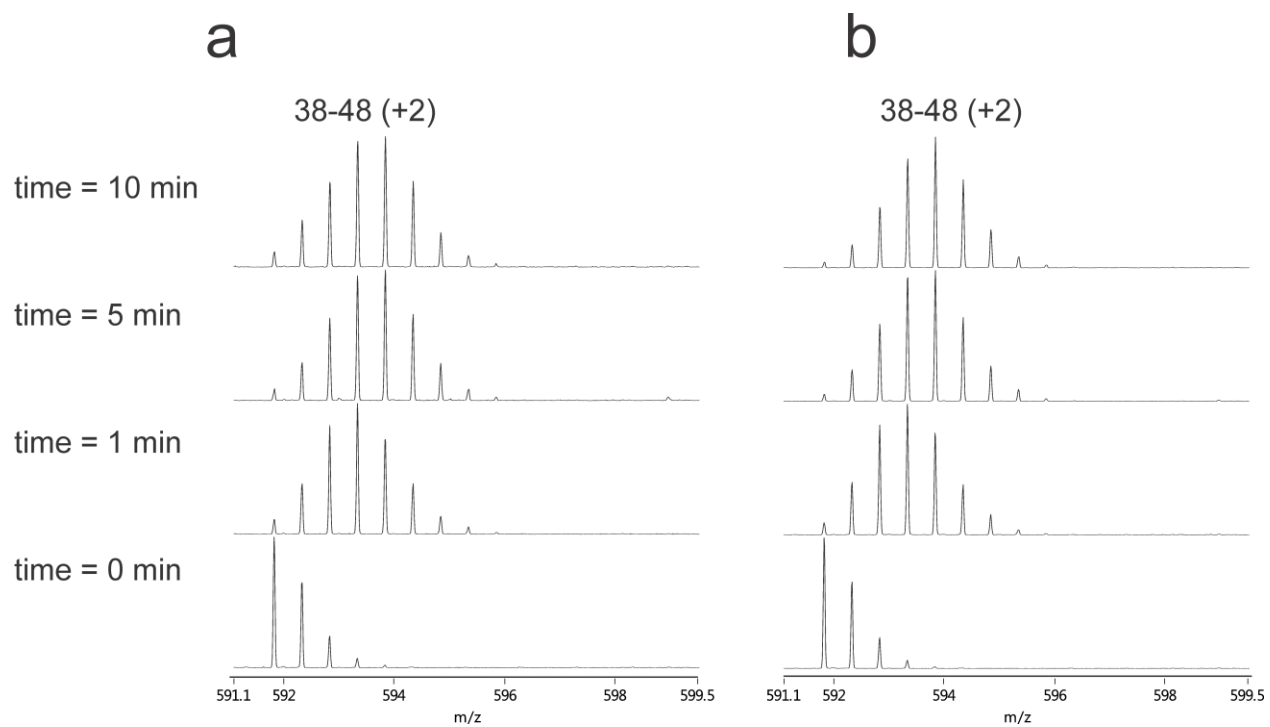 a b
38-48 (+2) 38-48 (+2)
time = 10 min
time = 5 min
time = 1 min
time = 0 min
591.1 592 594 596 598 599.5 591.1 592 594 596 598 599.5
m/z m/z